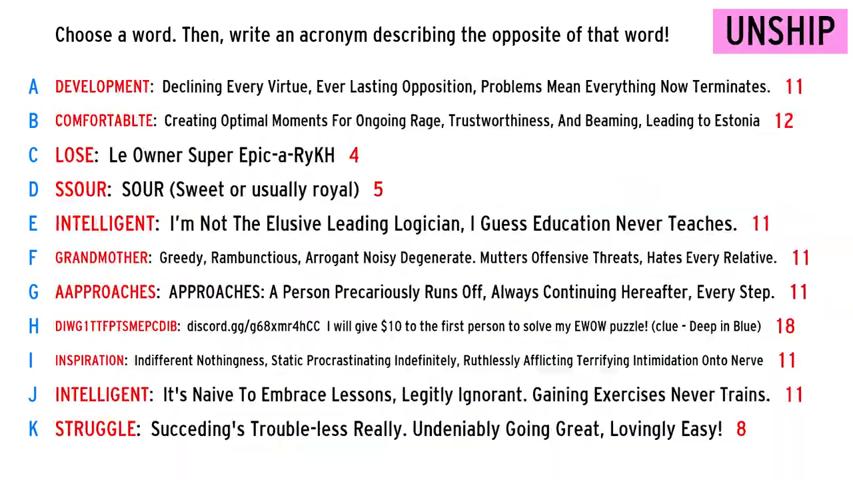 Choose a word. Then, write an acronym describing the opposite of that word!
UNSHIP
A DEVELOPMENT: Declining Every Virtue, Ever Lasting Opposition, Problems Mean Everything Now Terminates. 11
B COMFORTABLTE: Creating Optimal Moments For Ongoing Rage, Trustworthiness, And Beaming, Leading to Estonia 12
C LOSE: Le Owner Super Epic-a-RyKH 4
D SSOUR: SOUR (Sweet or usually royal) 5
E INTELLIGENT: I'm Not The Elusive Leading Logician, I Guess Education Never Teaches. 11
F GRANDMOTHER: Greedy, Rambunctious, Arrogant Noisy Degenerate. Mutters Offensive Threats, Hates Every Relative. 11
G AAPPROACHES: APPROACHES: A Person Precariously Runs Off, Always Continuing Hereafter, Every Step. 11
H DIWG1TTFPTSMEPCDIB: discord.gg/g68xmr4hCC I will give $10 to the first person to solve my EWOW puzzle! (clue - Deep in Blue) 18
I INSPIRATION: Indifferent Nothingness, Static Procrastinating Indefinitely, Ruthlessly Afflicting Terrifying Intimidation Onto Nerve 11
J INTELLIGENT: It's Naive To Embrace Lessons, Legitly Ignorant. Gaining Exercises Never Trains. 11
K STRUGGLE: Succeding's Trouble-less Really. Undeniably Going Great, Lovingly Easy! 8